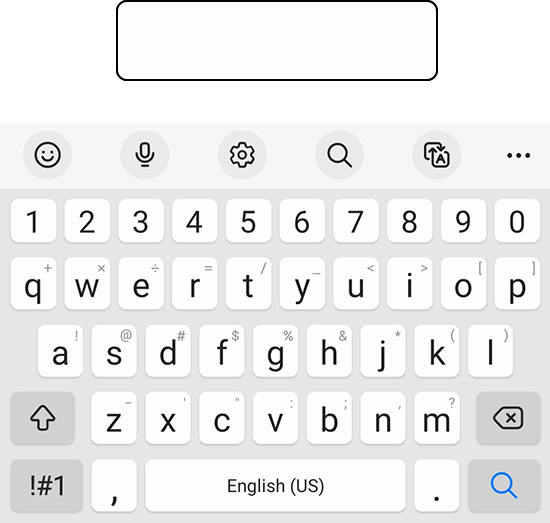 1 2 3 4 5 6 7 8 9 0
+ × ÷ = / _ < > [ ]
q w e r t y u i o p
! @ # $ % & * ( )
a s d f g h j k l
- ' " : ; , ?
z x c v b n m
!#1 , English (US) .